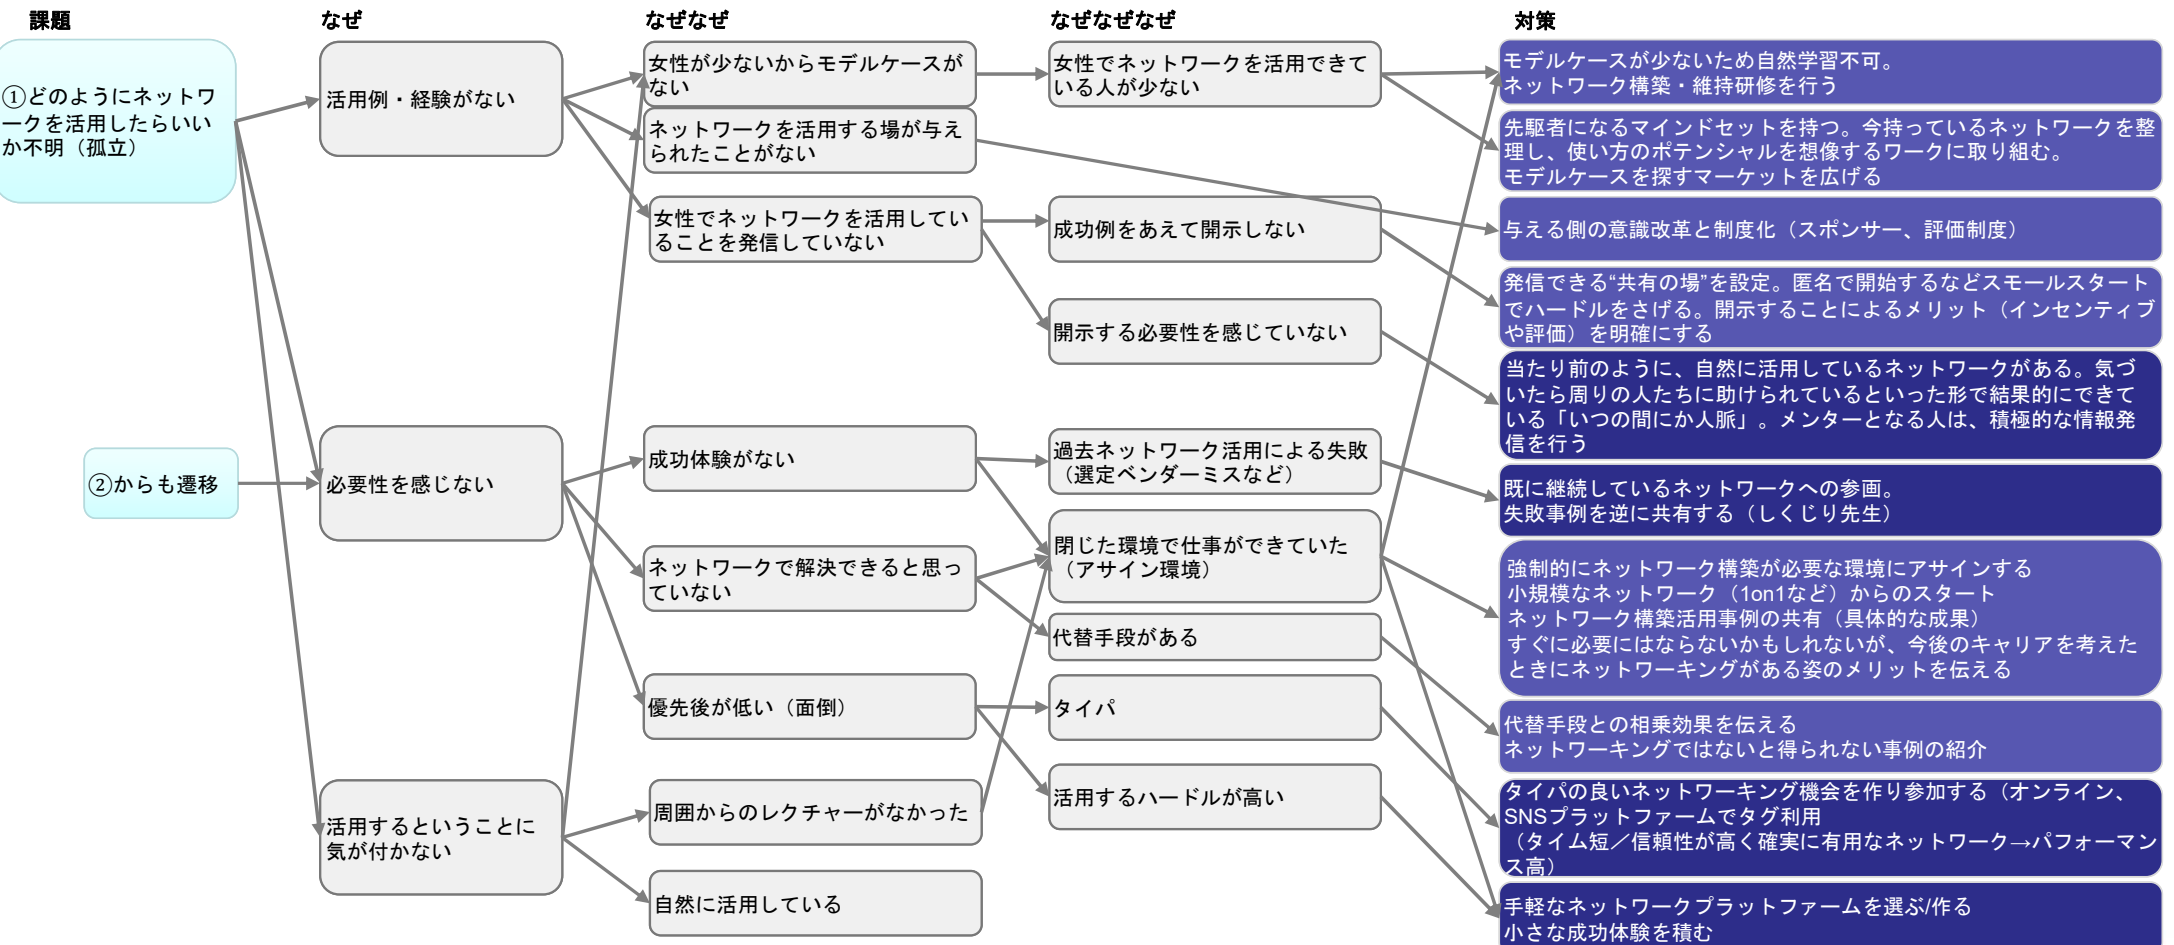 課題
なぜ
なぜなぜ
なぜなぜなぜ
対策
①どのようにネットワ
ークを活用したらいい
か不明（孤立）
②からも遷移
活用例・経験がない
必要性を感じない
活用するということに
気が付かない
女性が少ないからモデルケースが
ない
ネットワークを活用する場が与え
られたことがない
女性でネットワークを活用してい
ることを発信していない
成功体験がない
ネットワークで解決できると思っ
ていない
優先後が低い（面倒）
周囲からのレクチャーがなかった
自然に活用している
女性でネットワークを活用できて
いる人が少ない
成功例をあえて開示しない
開示する必要性を感じていない
過去ネットワーク活用による失敗
（選定ベンダーミスなど）
閉じた環境で仕事ができていた
（アサイン環境）
代替手段がある
タイパ
活用するハードルが高い
モデルケースが少ないため自然学習不可。
ネットワーク構築・維持研修を行う
先駆者になるマインドセットを持つ。今持っているネットワークを整
理し、使い方のポテンシャルを想像するワークに取り組む。
モデルケースを探すマーケットを広げる
与える側の意識改革と制度化（スポンサー、評価制度）
発信できる“共有の場”を設定。匿名で開始するなどスモールスタート
でハードルをさげる。開示することによるメリット（インセンティブ
や評価）を明確にする
当たり前のように、自然に活用しているネットワークがある。気づ
いたら周りの人たちに助けられているといった形で結果的にできて
いる「いつの間にか人脈」。メンターとなる人は、積極的な情報発
信を行う
既に継続しているネットワークへの参画。
失敗事例を逆に共有する（しくじり先生）
強制的にネットワーク構築が必要な環境にアサインする
小規模なネットワーク（1on1など）からのスタート
ネットワーク構築活用事例の共有（具体的な成果）
すぐに必要にはならないかもしれないが、今後のキャリアを考えた
ときにネットワーキングがある姿のメリットを伝える
代替手段との相乗効果を伝える
ネットワーキングではないと得られない事例の紹介
タイパの良いネットワーキング機会を作り参加する（オンライン、
SNSプラットファームでタグ利用
（タイム短／信頼性が高く確実に有用なネットワーク→パフォーマン
ス高）
手軽なネットワークプラットファームを選ぶ/作る
小さな成功体験を積む